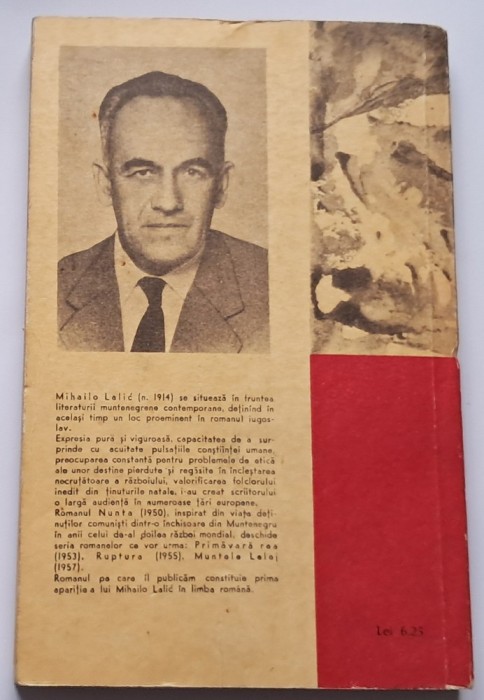 Mihailo Lalić (n. 1914) se situează în fruntea
literaturii muntenegrene contemporane, deținînd în
același timp un loc proeminent în romanul iugos-
lav.
Expresia pură și viguroasă, capacitatea de a sur-
prinde cu acuitate pulsațiile conștiinței umane,
preocuparea constantă pentru problemele de etică
ale unor destine pierdute și regăsite în încleștarea
necruțătoare a războiului, valorificarea folclorului
inedit din ținuturile natale, i-au creat scriitorului
o largă audiență în numeroase țări europene.
Romanul Nunta (1950), inspirat din viața deți-
nuților comuniști dintr-o închisoare din Muntenegru
în anii celui de-al doilea război mondial, deschide
seria romanelor ce vor urma: Primăvară rea
(1953), Ruptura (1955), Muntele Lelei
(1957).
Romanul pe care îl publicăm constituie prima
apariție a lui Mihailo Lalić în limba română.
Lei 6.25